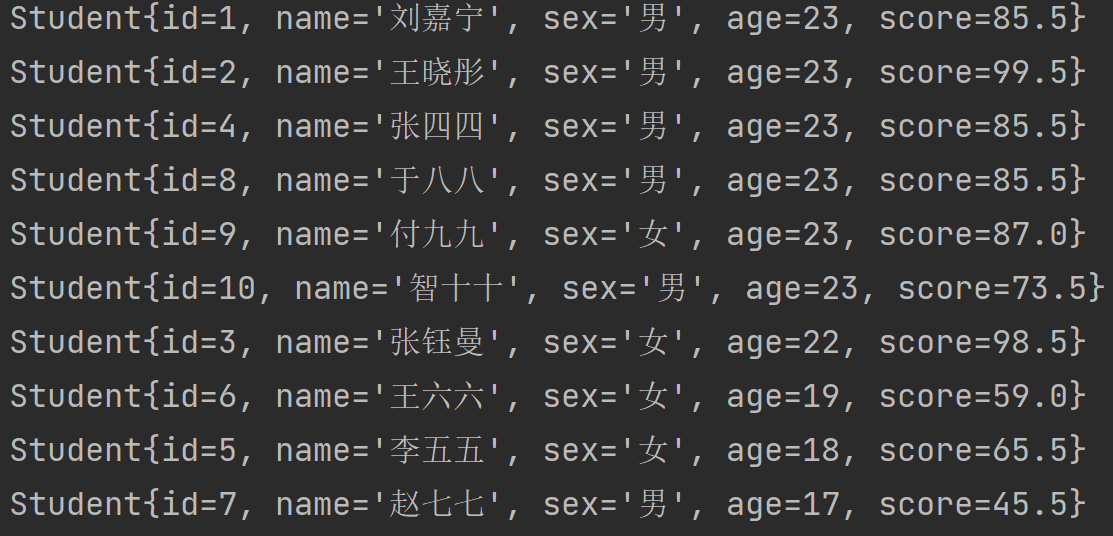 Student{id=1, name='刘嘉宁', sex='男', age=23, score=85.5}
Student{id=2, name='王晓彤', sex='男', age=23, score=99.5}
Student{id=4, name='张四四', sex='男', age=23, score=85.5}
Student{id=8, name='于八八', sex='男', age=23, score=85.5}
Student{id=9, name='付九九', sex='女', age=23, score=87.0}
Student{id=10, name='智十十', sex='男', age=23, score=73.5}
Student{id=3, name='张钰曼', sex='女', age=22, score=98.5}
Student{id=6, name='王六六', sex='女', age=19, score=59.0}
Student{id=5, name='李五五', sex='女', age=18, score=65.5}
Student{id=7, name='赵七七', sex='男', age=17, score=45.5}